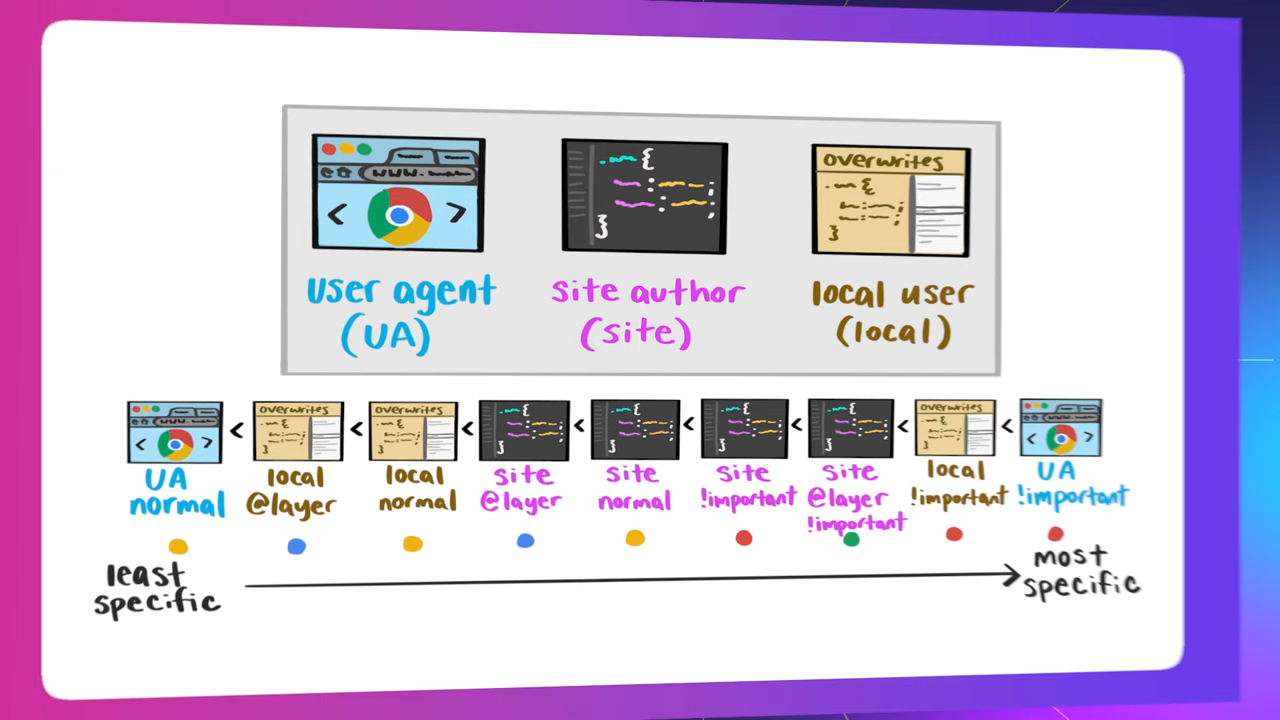 www.
overwrites
{
: ;
: ;
}
user agent
(UA)
site author
(site)
local user
(local)
overwrites
overwrites
overwrites
< < < < < < < <
UA
normal
local
@layer
local
normal
site
@layer
site
normal
site
!important
site
@layer
!important
local
!important
UA
!important
least
specific
most
specific